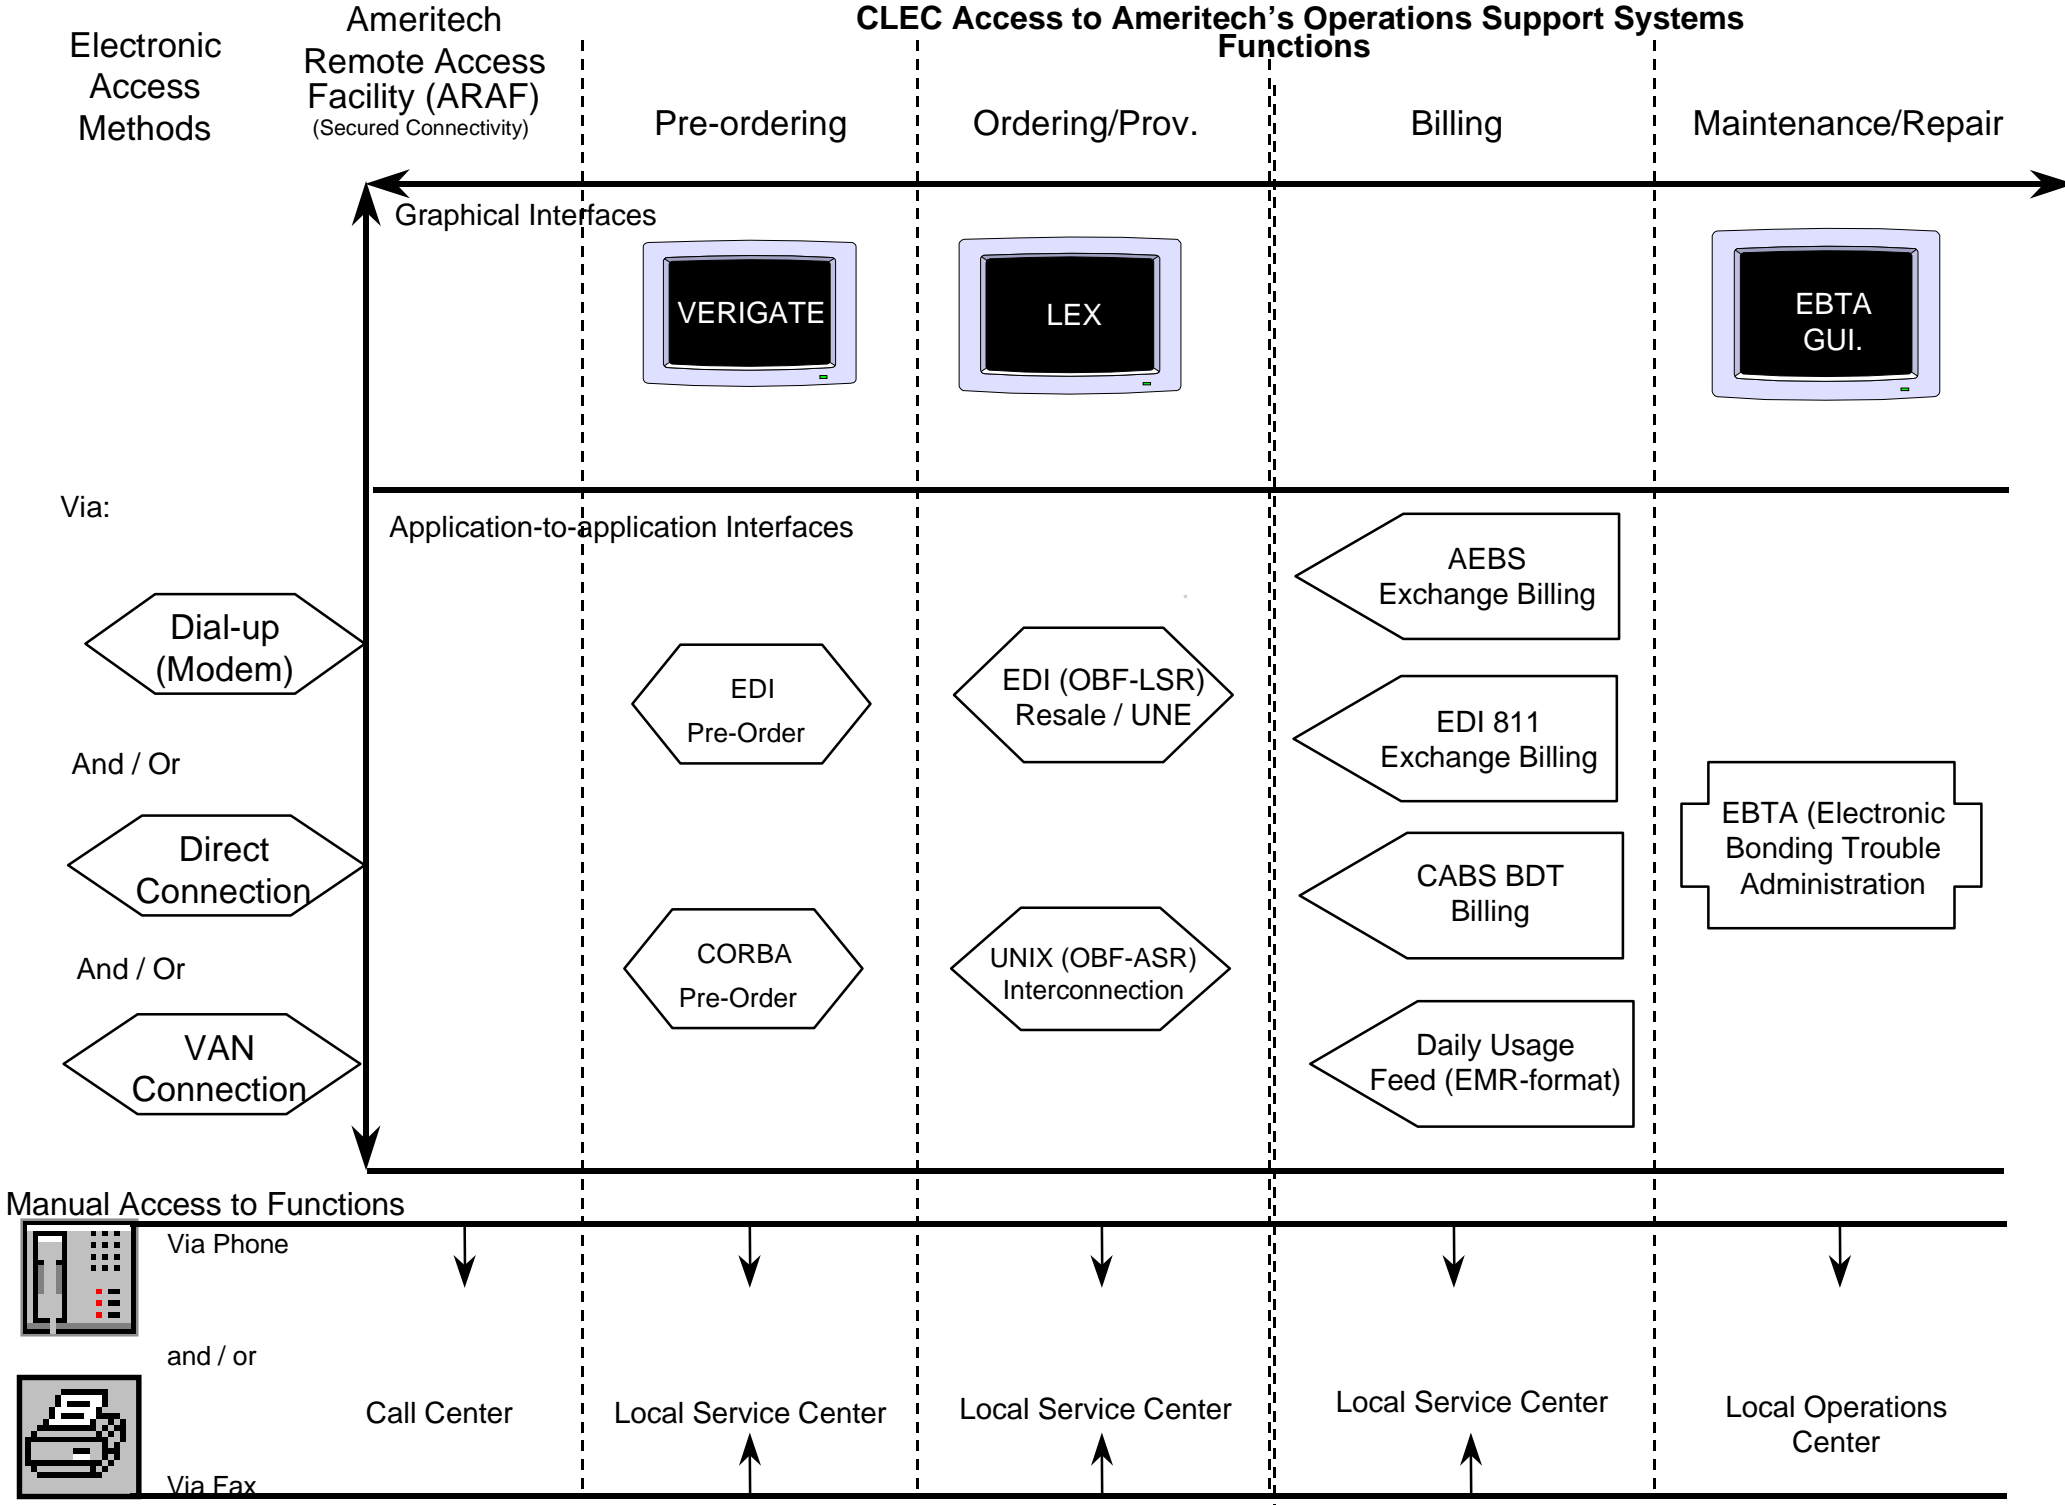 CLEC Access to Ameritech's Operations Support Systems
Functions
Electronic
Access
Methods
Ameritech
Remote Access
Facility (ARAF)
(Secured Connectivity)
Pre-ordering
Ordering/Prov.
Billing
Maintenance/Repair
Graphical Interfaces
VERIGATE
LEX
EBTA
GUI.
Via:
Application-to-application Interfaces
Dial-up
(Modem)
And / Or
Direct
Connection
And / Or
VAN
Connection
EDI
Pre-Order
CORBA
Pre-Order
EDI (OBF-LSR)
Resale / UNE
UNIX (OBF-ASR)
Interconnection
AEBS
Exchange Billing
EDI 811
Exchange Billing
CABS BDT
Billing
Daily Usage
Feed (EMR-format)
EBTA (Electronic
Bonding Trouble
Administration
Manual Access to Functions
Via Phone
and / or
Via Fax
Call Center
Local Service Center
Local Service Center
Local Service Center
Local Operations
Center